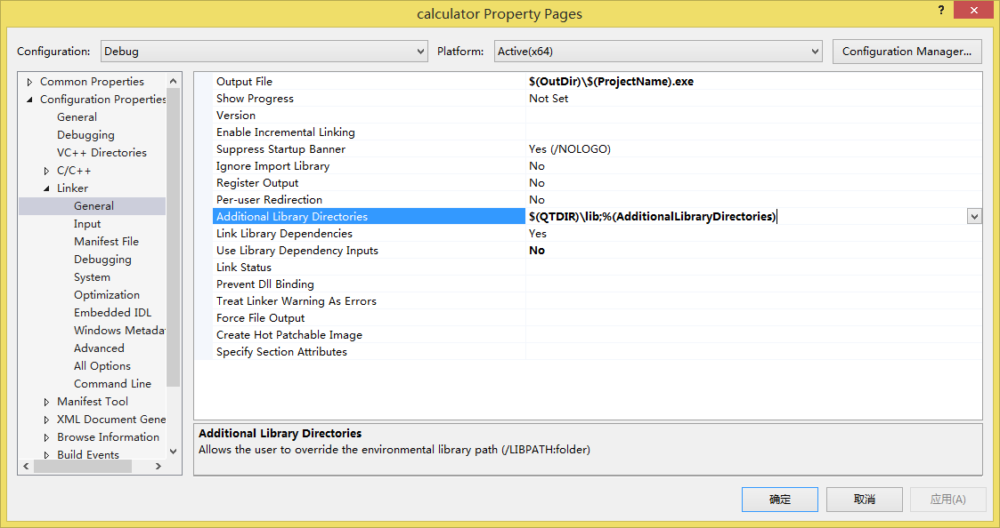 calculator Property Pages
?
Configuration: Debug Platform: Active(x64) Configuration Manager...
Common Properties
Configuration Properties
General
Debugging
VC++ Directories
C/C++
Linker
General
Input
Manifest File
Debugging
System
Optimization
Embedded IDL
Windows Metada
Advanced
All Options
Command Line
Manifest Tool
XML Document Gene
Browse Information
Build Events
Output File $(OutDir)\$(ProjectName).exe
Show Progress Not Set
Version
Enable Incremental Linking
Suppress Startup Banner Yes (/NOLOGO)
Ignore Import Library No
Register Output No
Per-user Redirection No
Additional Library Directories $(QTDIR)\lib;%(AdditionalLibraryDirectories)
Link Library Dependencies Yes
Use Library Dependency Inputs No
Link Status
Prevent Dll Binding
Treat Linker Warning As Errors
Force File Output
Create Hot Patchable Image
Specify Section Attributes
Additional Library Directories
Allows the user to override the environmental library path (/LIBPATH:folder)
确定 取消 应用(A)